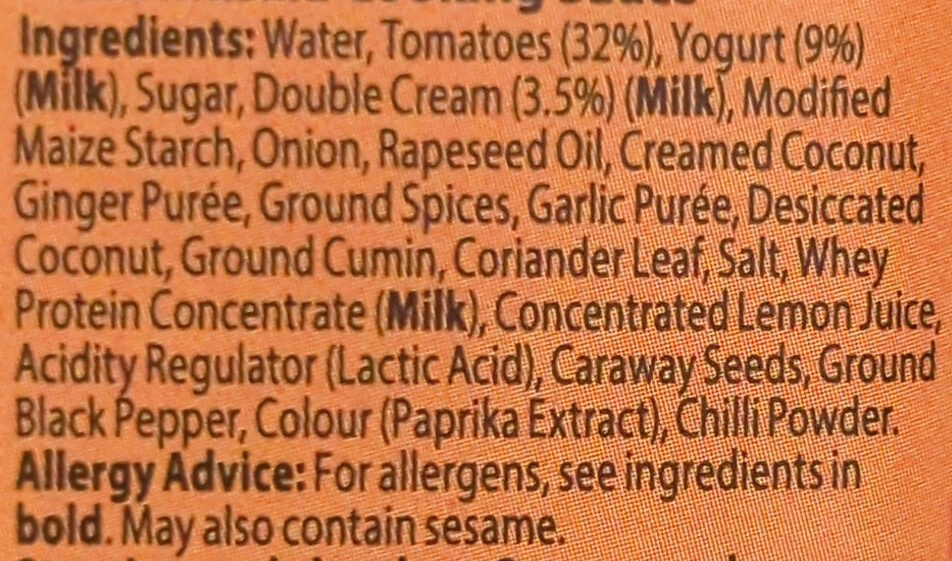 Cooking Sauce
Ingredients: Water, Tomatoes (32%), Yogurt (9%)
(Milk), Sugar, Double Cream (3.5%) (Milk), Modified
Maize Starch, Onion, Rapeseed Oil, Creamed Coconut,
Ginger Purée, Ground Spices, Garlic Purée, Desiccated
Coconut, Ground Cumin, Coriander Leaf, Salt, Whey
Protein Concentrate (Milk), Concentrated Lemon Juice,
Acidity Regulator (Lactic Acid), Caraway Seeds, Ground
Black Pepper, Colour (Paprika Extract), Chilli Powder.
Allergy Advice: For allergens, see ingredients in
bold. May also contain sesame.